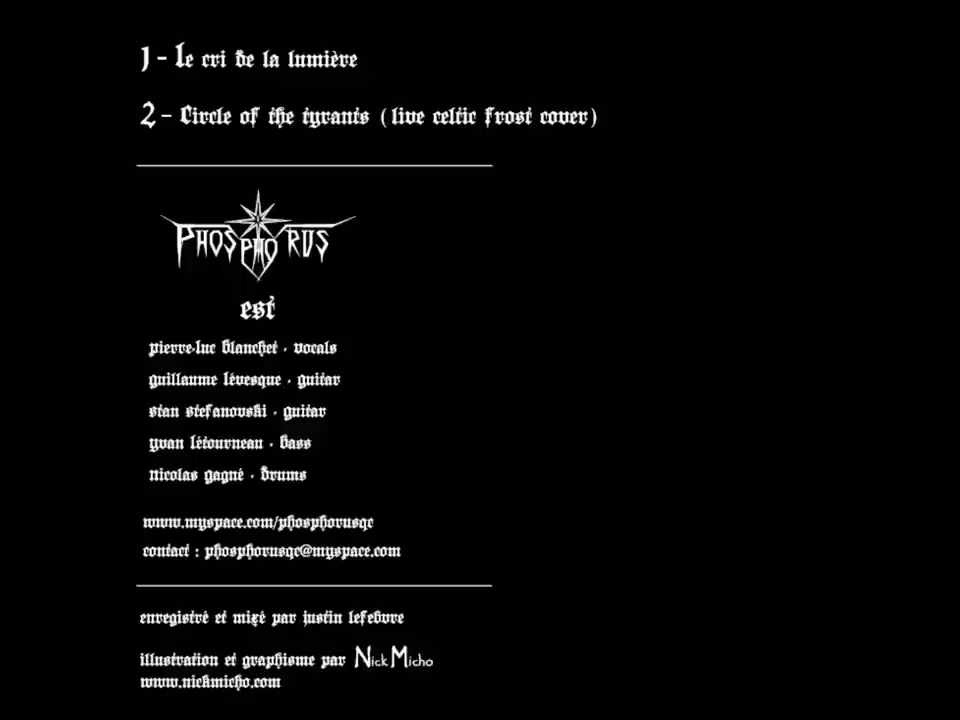 1 - Le cri de la lumière
2 - Circle of the tyrants (live celtic frost cover)
PHOSPHORUS
est
pierre-luc blanchet - vocals
guillaume lévesque - guitar
stan stefanovski - guitar
yvan létourneau - bass
nicolas gagné - drums
www.myspace.com/phosphorusqc
contact : phosphorusqc@myspace.com
enregistré et mixé par justin lefebvre
illustration et graphisme par Nick Micho
www.nickmicho.com